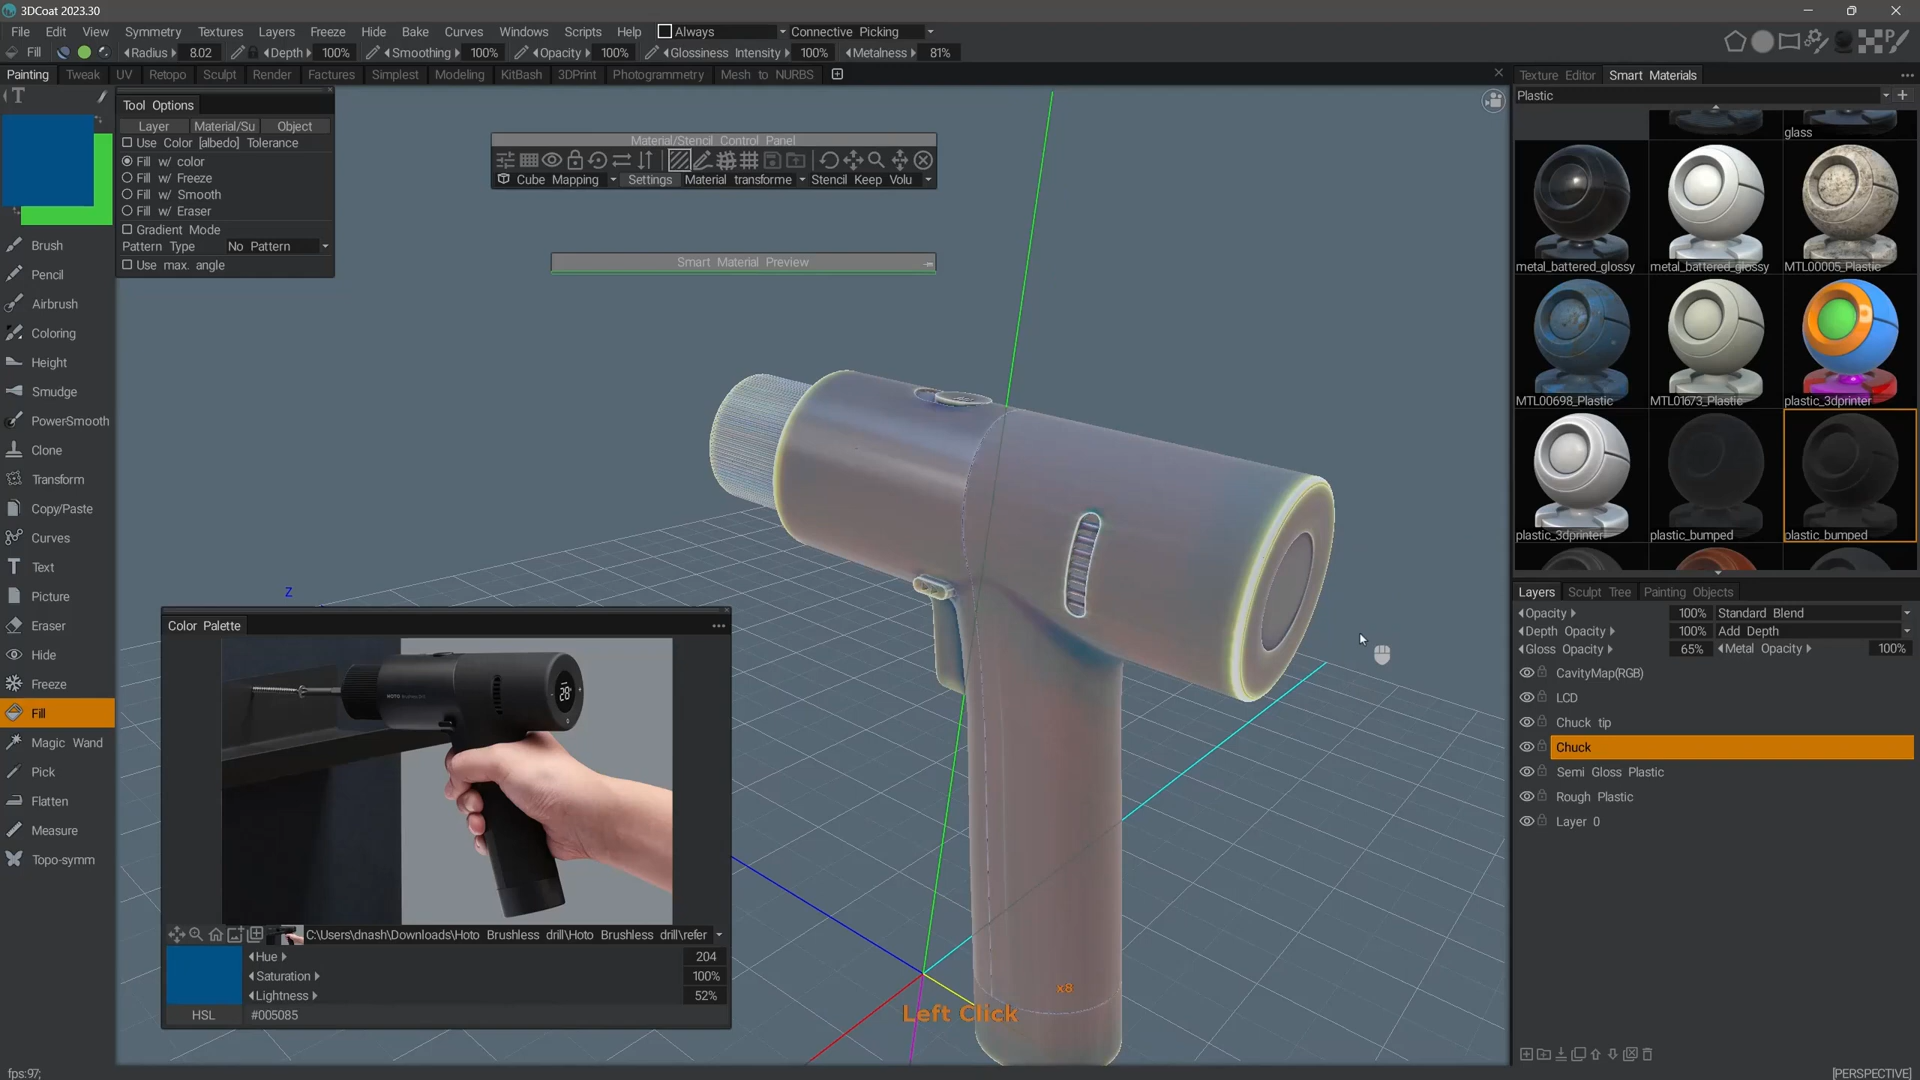 3DCoat 2023.30
File Edit View Symmetry Textures Layers Freeze Hide Bake Curves Windows Scripts Help Always Connective Picking
Fill Radius 8.02 Depth 100% Smoothing 100% Opacity 100% Glossiness Intensity 100% Metalness 81%
Painting Tweak UV Retopo Sculpt Render Factures Simplest Modeling KitBash 3DPrint Photogrammetry Mesh to NURBS
Texture Editor Smart Materials
Plastic
T
Tool Options
Layer Material/Su Object
Use Color [albedo] Tolerance
Fill w/ color
Fill w/ Freeze
Fill w/ Smooth
Fill w/ Eraser
Gradient Mode
Pattern Type No Pattern
Use max. angle
Material/Stencil Control Panel
Cube Mapping Settings Material transforme Stencil Keep Volu
Smart Material Preview
Brush
Pencil
Airbrush
Coloring
Height
Smudge
PowerSmooth
Clone
Transform
Copy/Paste
Curves
Text
Picture
Eraser
Hide
Freeze
Fill
Magic Wand
Pick
Flatten
Measure
Topo-symm
glass
metal_battered_glossy metal_battered_glossy MTL00005_Plastic
MTL00698_Plastic MTL01673_Plastic plastic_3dprinter
plastic_3dprinter plastic_bumped plastic_bumped
Layers Sculpt Tree Painting Objects
Opacity 100% Standard Blend
Depth Opacity 100% Add Depth
Gloss Opacity 65% Metal Opacity 100%
CavityMap(RGB)
LCD
Chuck tip
Chuck
Semi Gloss Plastic
Rough Plastic
Layer 0
Z
Color Palette
HOTO
28°
C:\Users\dnash\Downloads\Hoto Brushless drill\Hoto Brushless drill\refer
Hue 204
Saturation 100%
Lightness 52%
HSL #005085
x8
Left Click
fps:97;
[PERSPECTIVE]